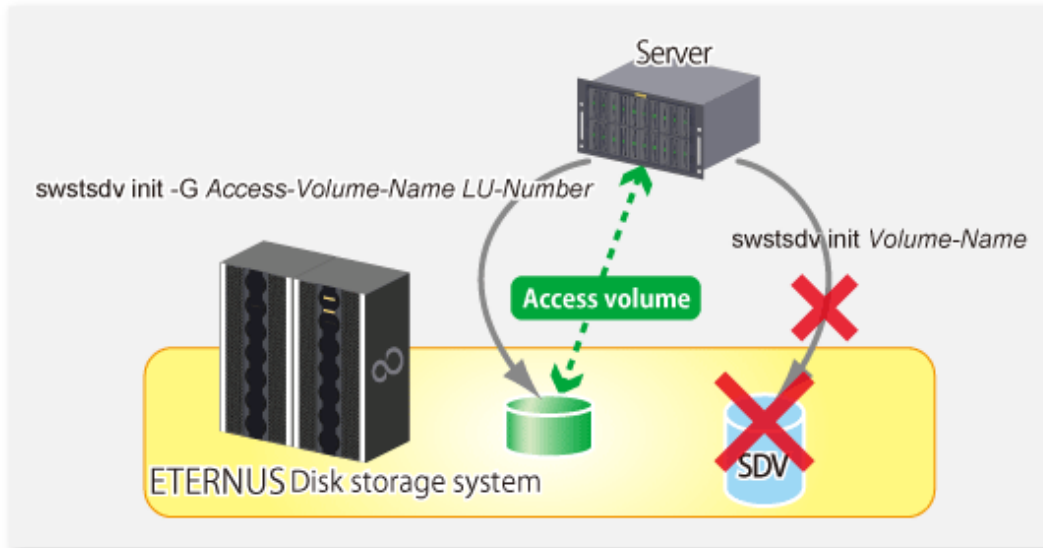 Server
swstsdv init -G Access-Volume-Name LU-Number
swstsdv init Volume-Name
Access volume
SDV
ETERNUS Disk storage system